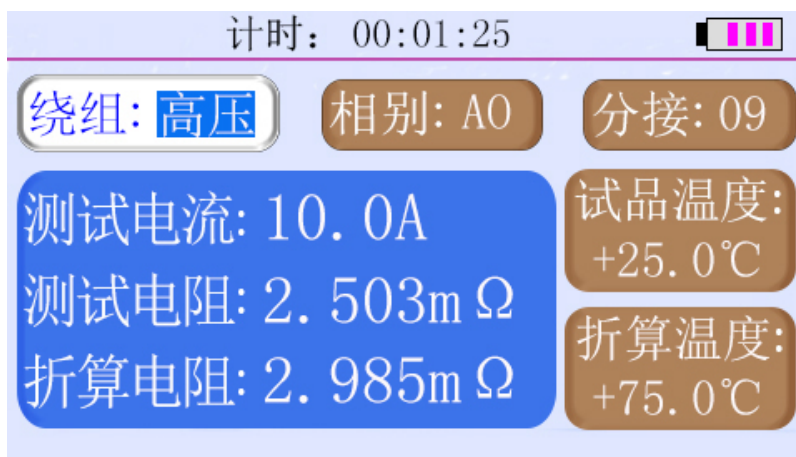 计时： 00:01:25
绕组: 高压 相别: AO 分接: 09
测试电流: 10.0A
测试电阻: 2.503mΩ
折算电阻: 2.985mΩ
试品温度:
+25.0℃
折算温度:
+75.0℃